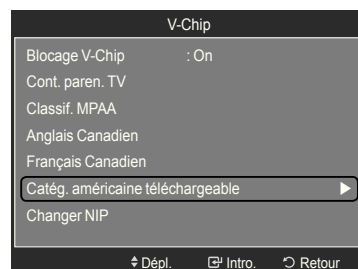 V-Chip
Blocage V-Chip : On
Cont. paren. TV
Classif. MPAA
Anglais Canadien
Français Canadien
Catég. américaine téléchargeable
Changer NIP
Dépl. Intro. Retour